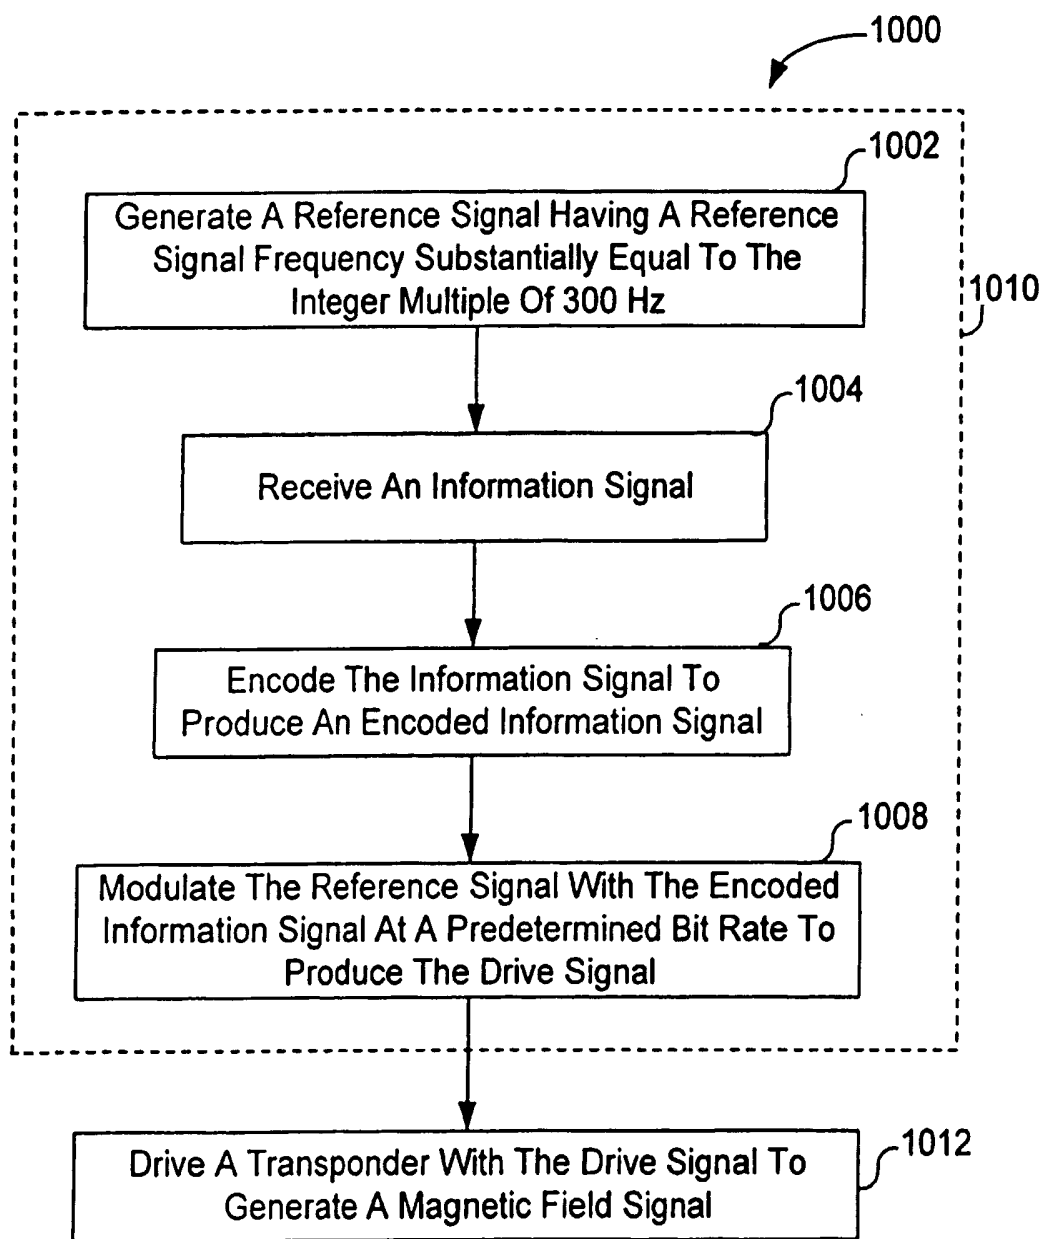 1000
1002
Generate A Reference Signal Having A Reference
Signal Frequency Substantially Equal To The
Integer Multiple Of 300 Hz
1010
1004
Receive An Information Signal
1006
Encode The Information Signal To
Produce An Encoded Information Signal
1008
Modulate The Reference Signal With The Encoded
Information Signal At A Predetermined Bit Rate To
Produce The Drive Signal
1012
Drive A Transponder With The Drive Signal To
Generate A Magnetic Field Signal